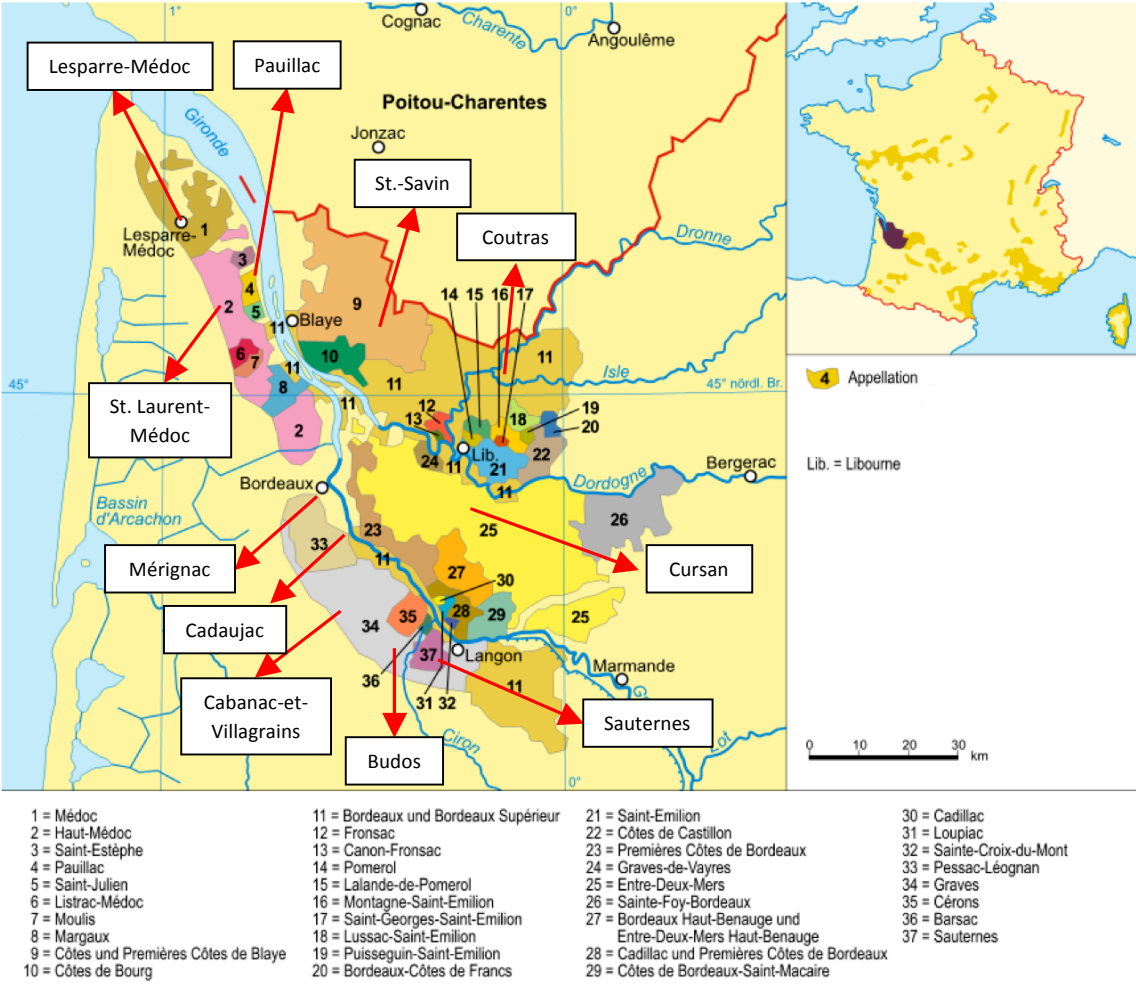 1°
0°
Cognac
Charente
Angoulême
Lesparre-Médoc
Pauillac
Gironde
Poitou-Charentes
Jonzac
St.-Savin
Coutras
Dronne
1
Lesparre-
Médoc
3
4
2
5
11
Blaye
9
14
15
16
17
6
7
10
11
11
Isle
45°
45° nördl. Br.
8
11
11
St. Laurent-
Médoc
2
12
13
18
19
20
Lib.
24
11
21
22
Bordeaux
11
Dordogne
Bergerac
Bassin
d'Arcachon
23
25
26
33
11
Mérignac
27
30
Cursan
Cadaujac
34
35
28
29
25
Langon
36
37
31
32
11
Marmande
G
Cabanac-et-
Villagrains
Sauternes
Budos
Ciron
Lot
0°
4 Appellation
Lib. = Libourne
0 10 20 30
km
1 = Médoc
2 = Haut-Médoc
3 = Saint-Estèphe
4 = Pauillac
5 = Saint-Julien
6 = Listrac-Médoc
7 = Moulis
8 = Margaux
9 = Côtes und Premières Côtes de Blaye
10 = Côtes de Bourg
11 = Bordeaux und Bordeaux Supérieur
12 = Fronsac
13 = Canon-Fronsac
14 = Pomerol
15 = Lalande-de-Pomerol
16 = Montagne-Saint-Emilion
17 = Saint-Georges-Saint-Emilion
18 = Lussac-Saint-Emilion
19 = Puisseguin-Saint-Emilion
20 = Bordeaux-Côtes de Francs
21 = Saint-Emilion
22 = Côtes de Castillon
23 = Premières Côtes de Bordeaux
24 = Graves-de-Vayres
25 = Entre-Deux-Mers
26 = Sainte-Foy-Bordeaux
27 = Bordeaux Haut-Benauge und
Entre-Deux-Mers Haut-Benauge
28 = Cadillac und Premières Côtes de Bordeaux
29 = Côtes de Bordeaux-Saint-Macaire
30 = Cadillac
31 = Loupiac
32 = Sainte-Croix-du-Mont
33 = Pessac-Léognan
34 = Graves
35 = Cérons
36 = Barsac
37 = Sauternes